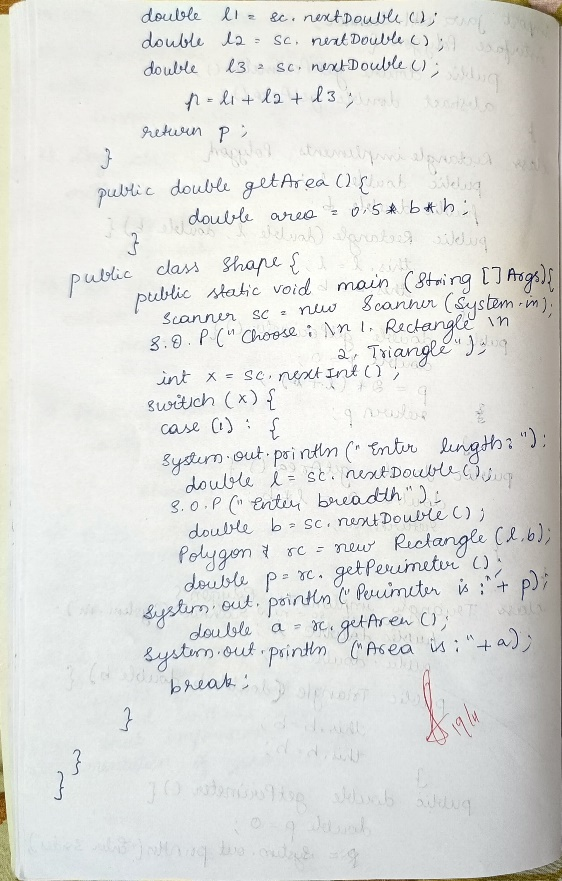 double l1 = sc.nextDouble();
double l2 = sc.nextDouble();
double l3 = sc.nextDouble();
p = l1 + l2 + l3;
return p;
}
public double getArea(){
double area = 0.5*b*h;
}
public class Shape{
public static void main (String [] Args){
Scanner sc = new Scanner (System.in);
S.O.P("Choose: \n 1. Rectangle \n
2. Triangle");
int x = sc.nextInt();
switch (x) {
case (1) : {
System.out.println("Enter length:");
double l = sc.nextDouble();
S.O.P("Enter breadth");
double b = sc.nextDouble();
Polygon rc = new Rectangle (l,b);
double p = rc.getPerimeter();
System.out.println("Perimeter is :"+ p);
double a = rc.getArea();
System.out.println("Area is:"+a);
break;
}
}
}
19/11